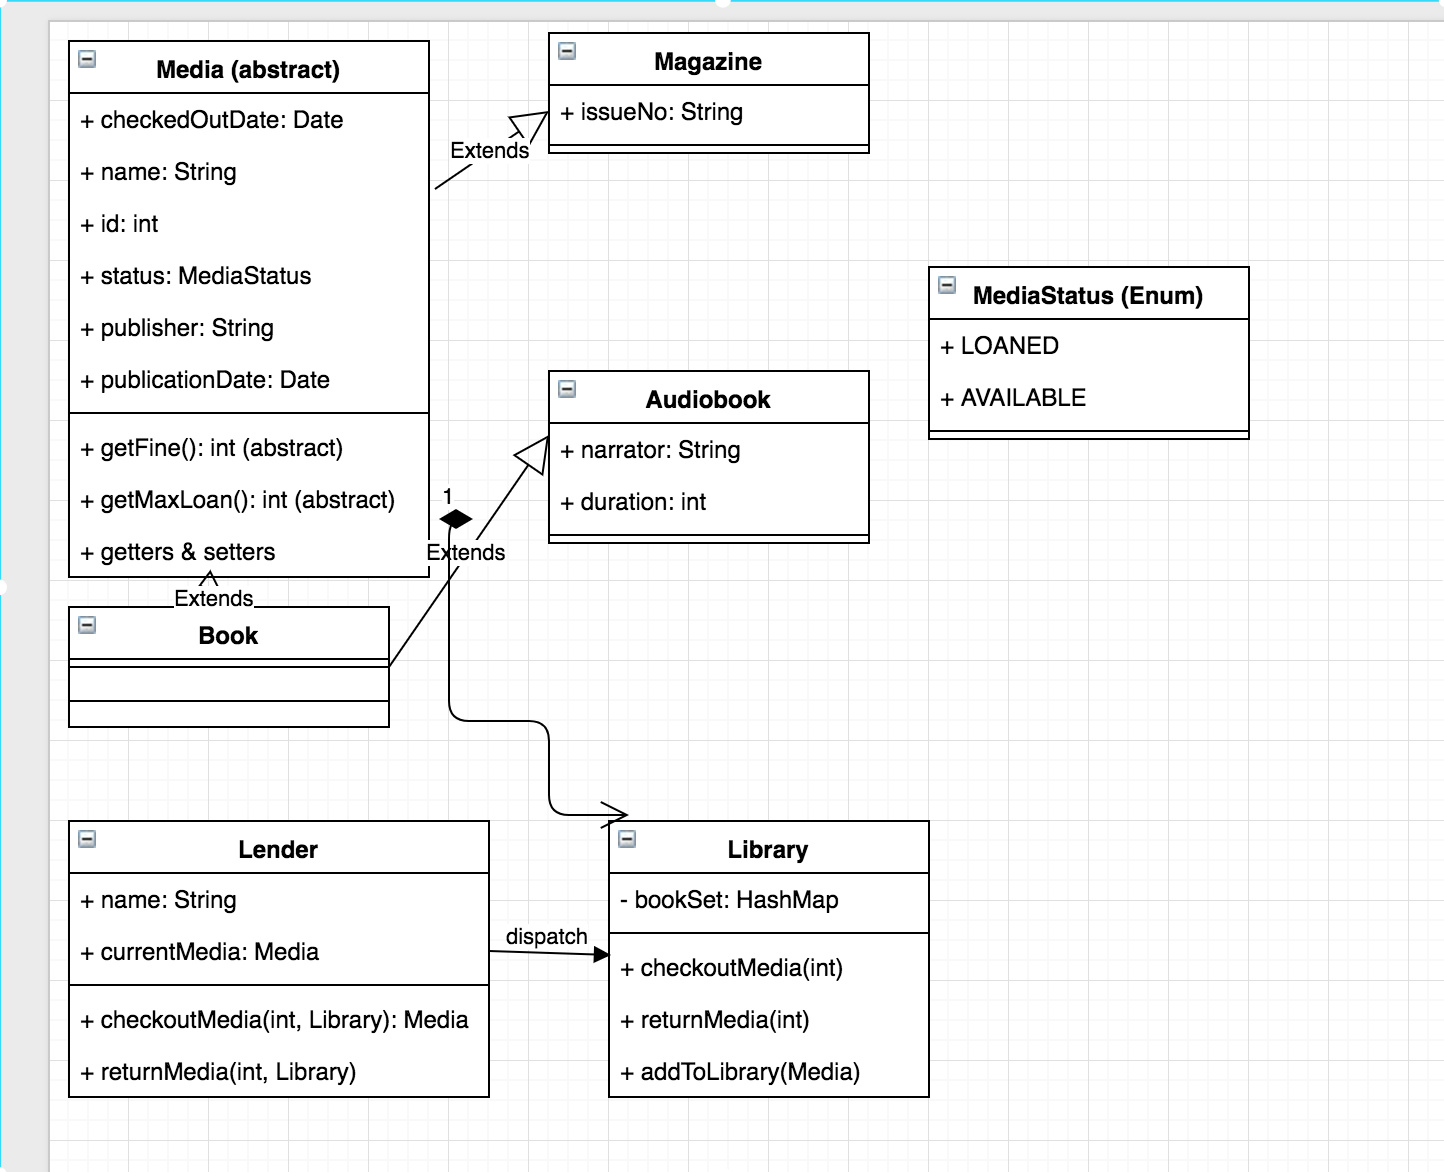 Media (abstract)
+ checkedOutDate: Date
+ name: String
+ id: int
+ status: MediaStatus
+ publisher: String
+ publicationDate: Date
+ getFine(): int (abstract)
+ getMaxLoan(): int (abstract)
+ getters & setters
Extends
Magazine
+ issueNo: String
MediaStatus (Enum)
+ LOANED
+ AVAILABLE
Audiobook
+ narrator: String
+ duration: int
1
Extends
Extends
Book
Lender
+ name: String
+ currentMedia: Media
+ checkoutMedia(int, Library): Media
+ returnMedia(int, Library)
dispatch
Library
- bookSet: HashMap
+ checkoutMedia(int)
+ returnMedia(int)
+ addToLibrary(Media)